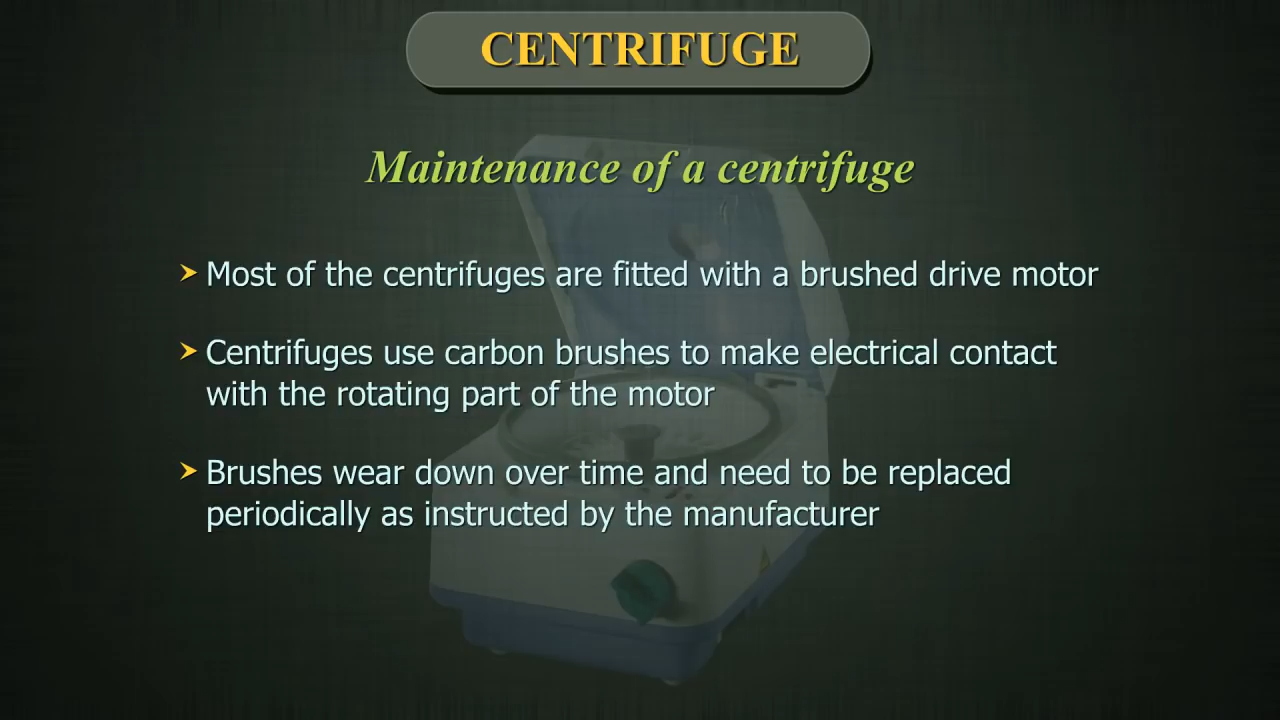 CENTRIFUGE
Maintenance of a centrifuge
➤ Most of the centrifuges are fitted with a brushed drive motor
➤ Centrifuges use carbon brushes to make electrical contact
with the rotating part of the motor
➤ Brushes wear down over time and need to be replaced
periodically as instructed by the manufacturer